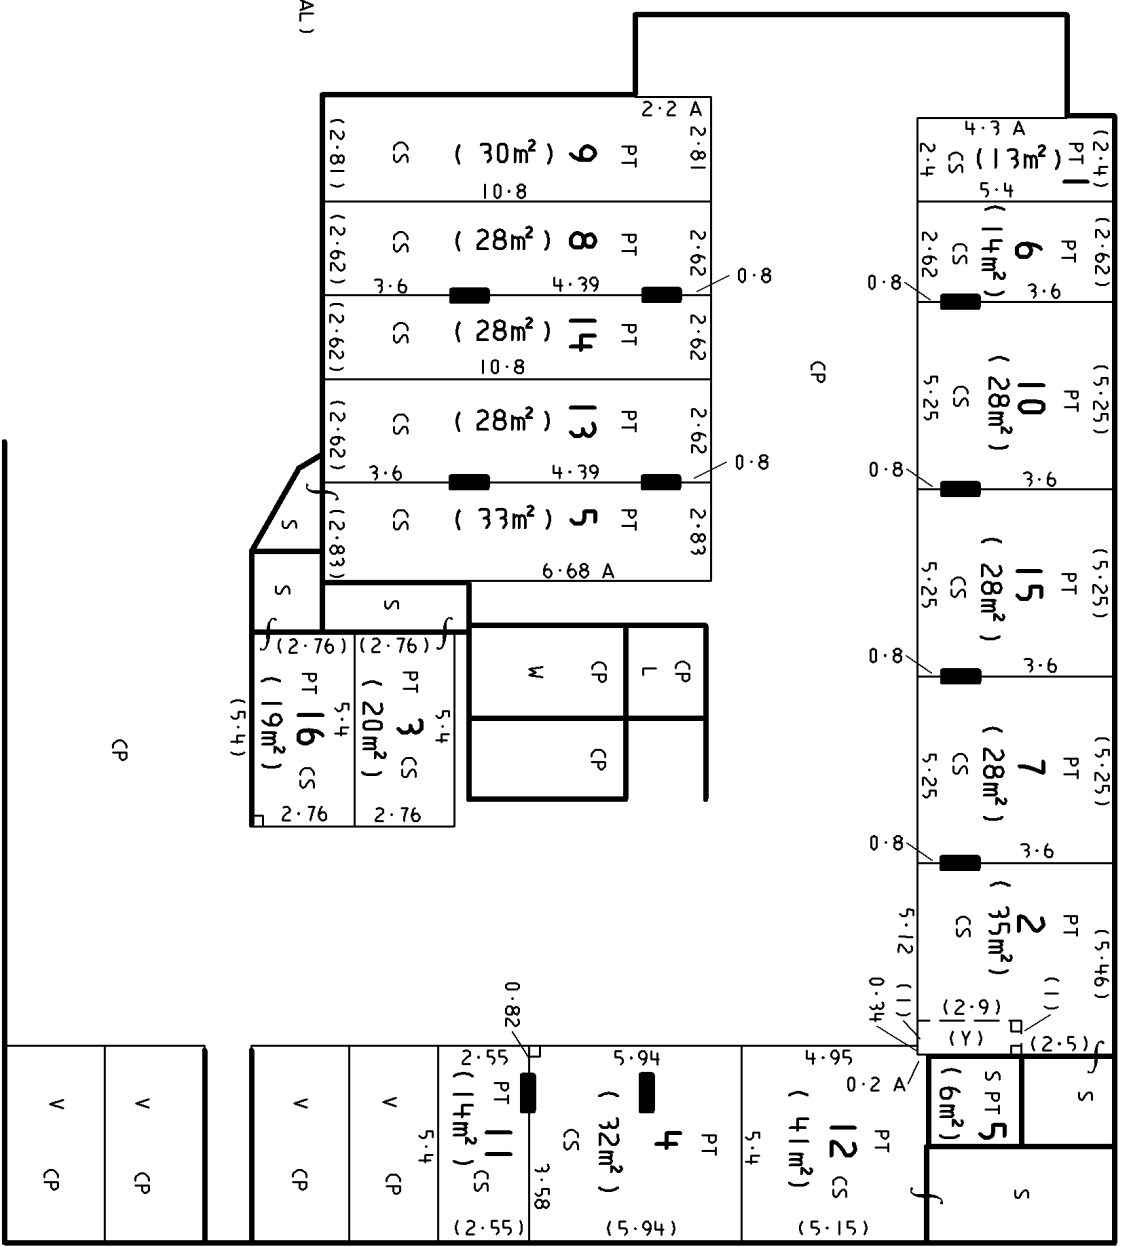 AL )
2·2 A
(2·81)
CS
( 30m² )
9
PT
2·81
10·8
(2·62)
CS
( 28m² )
8
PT
2·62
3·6
4·39
0·8
(2·62)
CS
( 28m² )
14
PT
2·62
10·8
(2·62)
CS
( 28m² )
13
PT
2·62
3·6
4·39
0·8
(2·83)
CS
( 33m² )
5
PT
2·83
6·68 A
S
S
S
CP
4·3 A
(2·4)
PT
1
(13m²)
CS
2·4
5·4
(2·62)
PT
6
( 14m² )
CS
2·62
0·8
3·6
(5·25)
PT
10
( 28m² )
CS
5·25
0·8
3·6
(5·25)
PT
15
( 28m² )
CS
5·25
0·8
3·6
(5·25)
PT
7
( 28m² )
CS
5·25
0·8
3·6
(5·46)
PT
2
( 35m² )
CS
5·12
(1)
0·34
(2·9)
(1)
(Y)
(2·5)
0·2 A
(2·76)
(2·76)
(5·4)
PT
16
CS
( 19m² )
5·4
2·76
PT
3
CS
( 20m² )
5·4
2·76
W
CP
L
CP
CP
CP
0·82
2·55
5·94
4·95
PT
11
CS
( 14m² )
5·4
(2·55)
3·58
PT
4
( 32m² )
CS
(5·94)
5·4
PT
12
CS
( 41m² )
(5·15)
S PT 5
( 6m² )
S
S
V
CP
V
CP
V
CP
V
CP